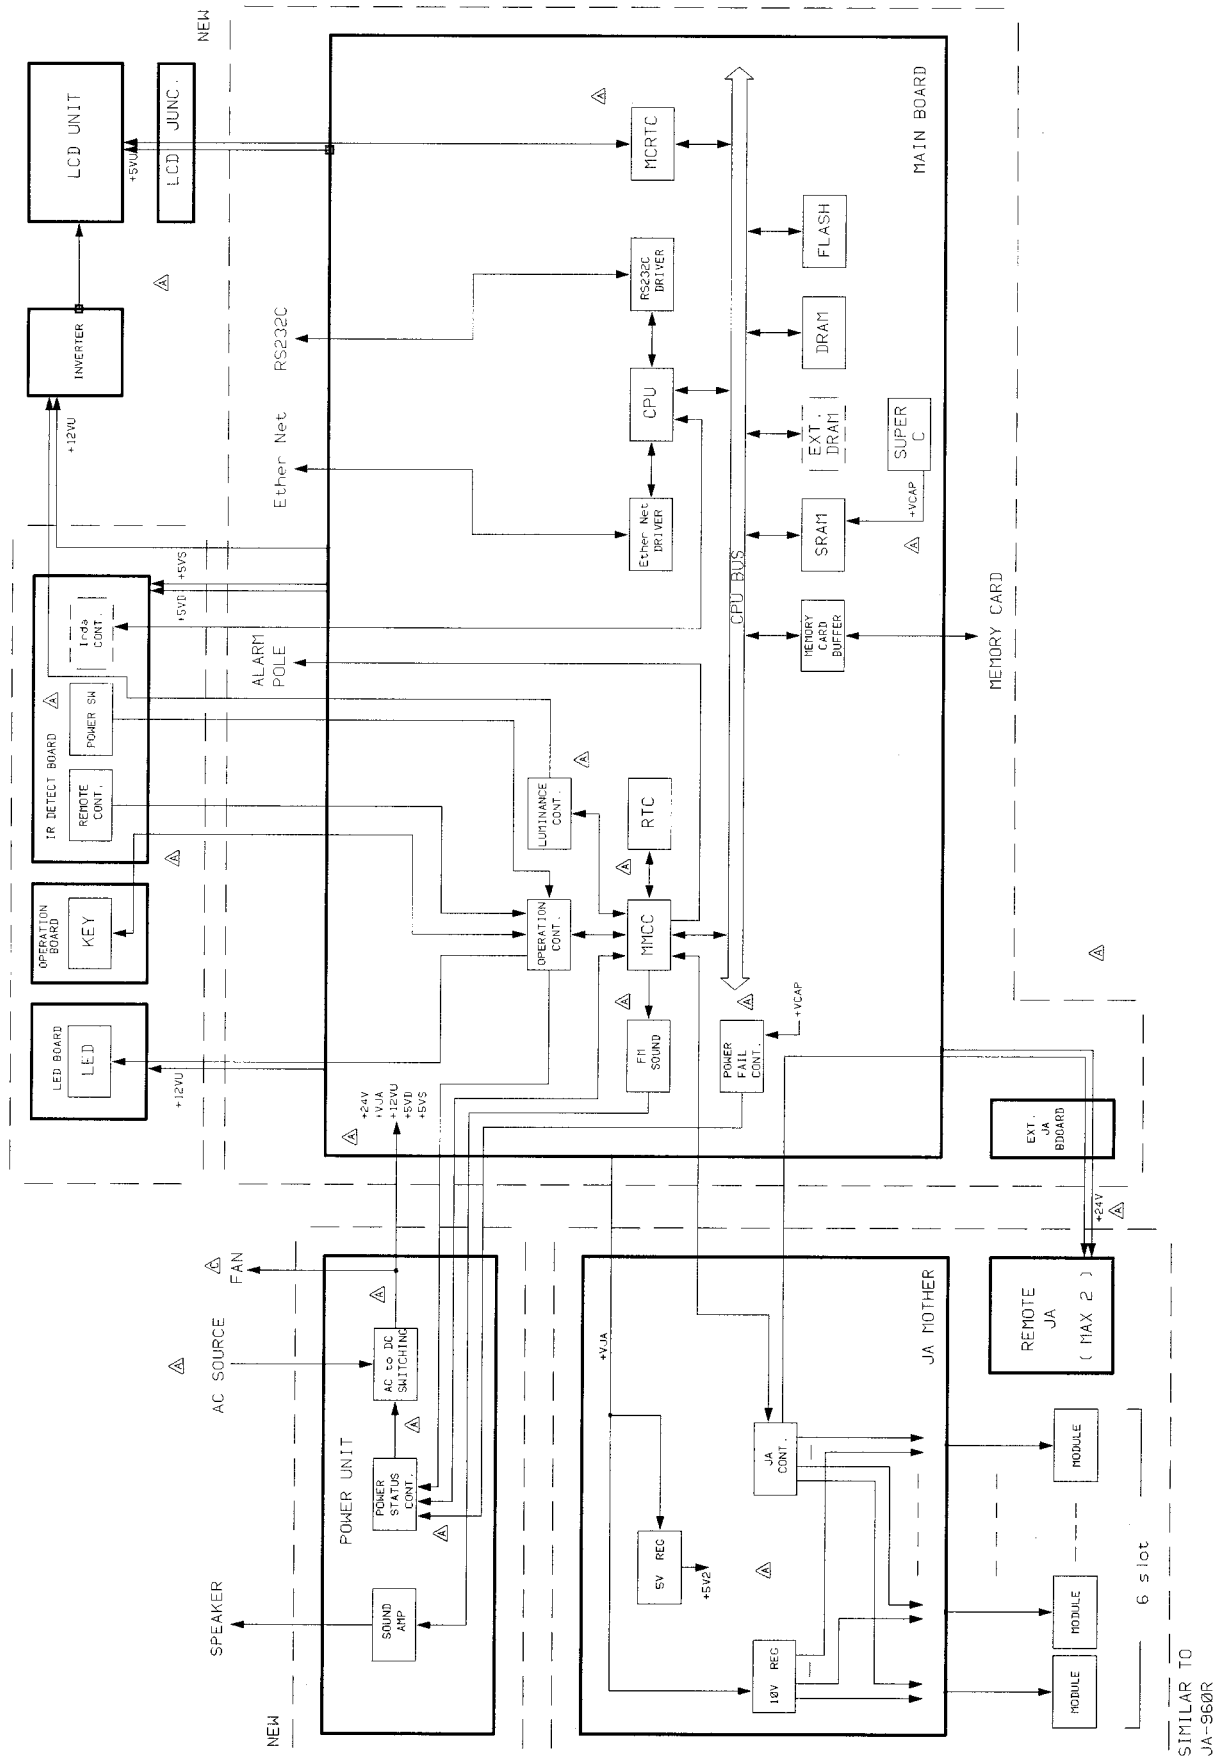 SPEAKER
AC SOURCE
A
FAN
C
NEW
POWER UNIT
SOUND
AMP
POWER
STATUS
CONT.
A
A
AC to DC
SWITCHING
A
LED BOARD
LED
+12VU
OPERATION
BOARD
KEY
A
IR DETECT BOARD
REMOTE
CONT.
POWER SW
A
Irda
CONT.
+5VD
+5VS
INVERTER
+12VU
A
LCD UNIT
+5VU
LCD JUNC.
NEW
ALARM
POLE
Ether Net
RS232C
A
+24V
+VJA
+12VU
+5VD
+5VS
OPERATION
CONT.
LUMINANCE
CONT.
A
FM
SOUND
A
MMCC
A
RTC
Ether Net
DRIVER
CPU
RS232C
DRIVER
MCRTC
A
POWER
FAIL
CONT.
A
+VCAP
CPU BUS
MEMORY
CARD
BUFFER
SRAM
EXT.
DRAM
DRAM
FLASH
A
+VCAP
SUPER
C
MAIN BOARD
MEMORY CARD
A
+VJA
5V REG
+5V2
10V REG
A
JA
CONT.
JA MOTHER
EXT.
JA
BDOARD
+24V
A
REMOTE
JA
( MAX 2 )
MODULE
MODULE
MODULE
6 slot
SIMILAR TO
JA-960R